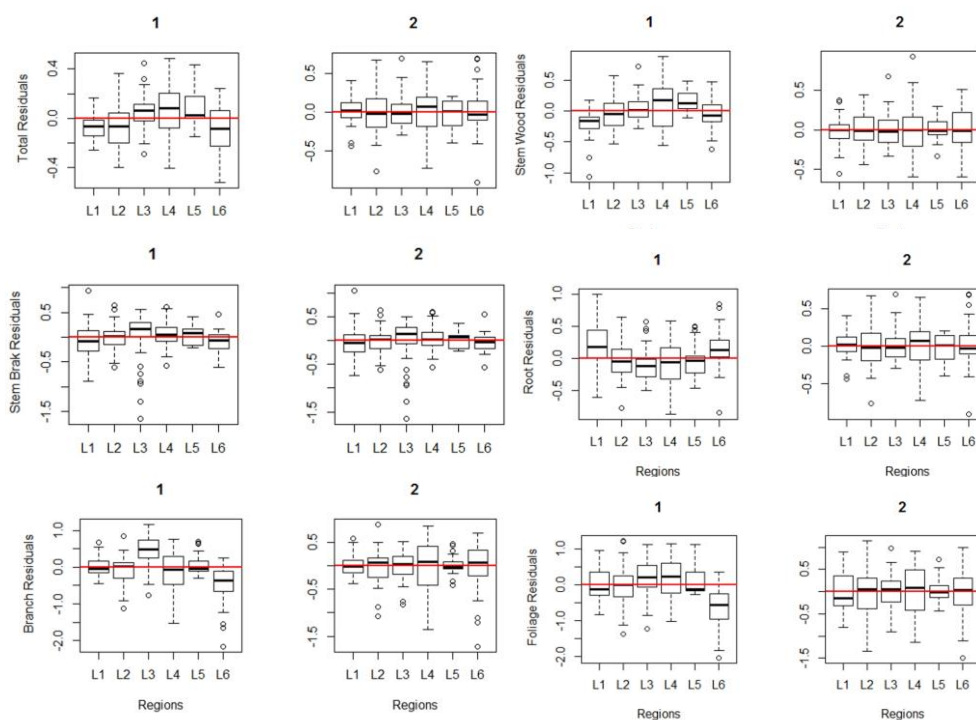 1
Total Residuals
0.4
0.0
-0.4
L1 L2 L3 L4 L5 L6
2
0.5
0.0
-0.5
L1 L2 L3 L4 L5 L6
1
Stem Wood Residuals
0.5
0.0
-0.5
-1.0
L1 L2 L3 L4 L5 L6
2
0.5
0.0
-0.5
L1 L2 L3 L4 L5 L6
1
Stem Brak Residuals
0.5
-0.5
-1.5
L1 L2 L3 L4 L5 L6
2
0.5
-0.5
-1.5
L1 L2 L3 L4 L5 L6
1
Root Residuals
1.0
0.5
0.0
-0.5
L1 L2 L3 L4 L5 L6
Regions
2
0.5
0.0
-0.5
L1 L2 L3 L4 L5 L6
Regions
1
Branch Residuals
1.0
0.0
-1.0
-2.0
L1 L2 L3 L4 L5 L6
Regions
2
0.5
-0.5
-1.5
L1 L2 L3 L4 L5 L6
Regions
1
Foliage Residuals
1.0
0.0
-1.0
-2.0
L1 L2 L3 L4 L5 L6
Regions
2
0.5
-0.5
-1.5
L1 L2 L3 L4 L5 L6
Regions